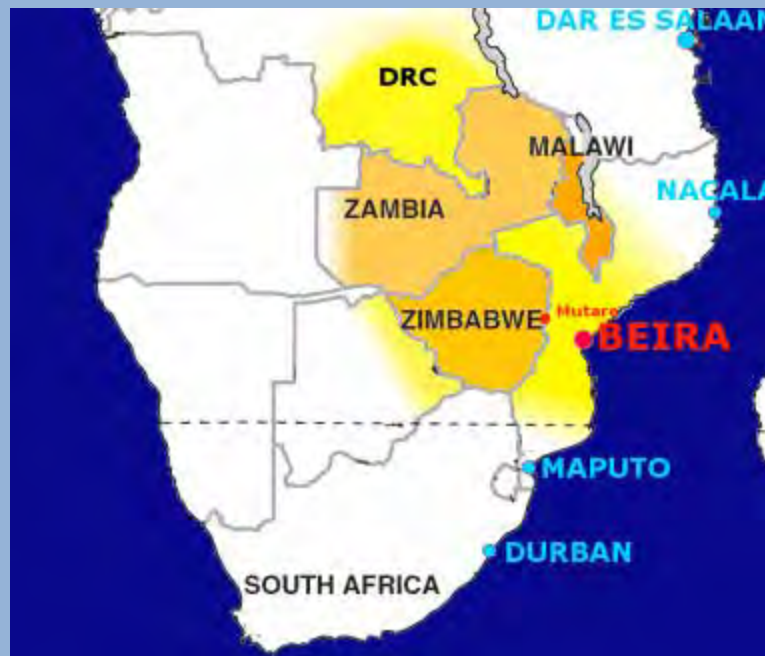 DAR ES SALAAM
DRC
MALAWI
NACALA
ZAMBIA
ZIMBABWE
Mutare
BEIRA
MAPUTO
DURBAN
SOUTH AFRICA